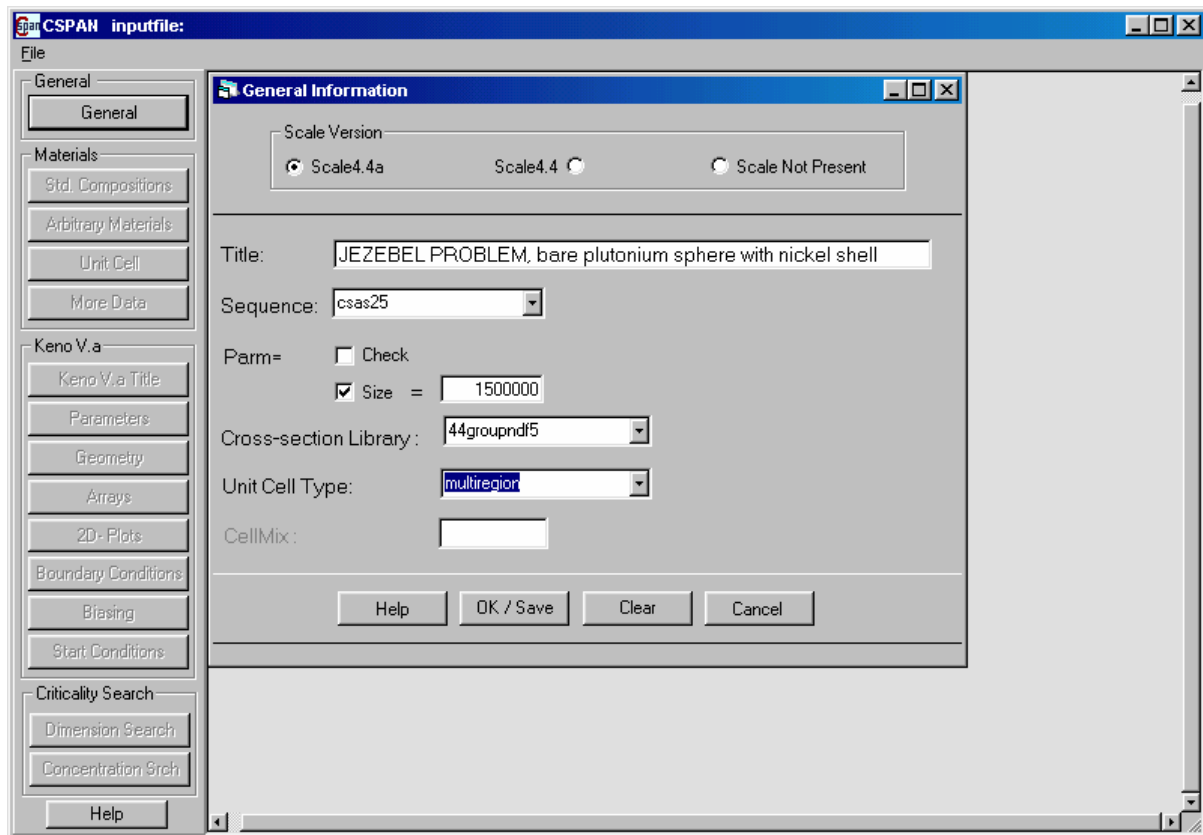 Span CSPAN inputfile:
File
General
General
Materials
Std. Compositions
Arbitrary Materials
Unit Cell
More Data
Keno V.a
Keno V.a Title
Parameters
Geometry
Arrays
2D- Plots
Boundary Conditions
Biasing
Start Conditions
Criticality Search
Dimension Search
Concentration Srch
Help
General Information
Scale Version
Scale4.4a Scale4.4 Scale Not Present
Title: JEZEBEL PROBLEM, bare plutonium sphere with nickel shell
Sequence: csas25
Parm= Check
Size = 1500000
Cross-section Library : 44groupndf5
Unit Cell Type: multiregion
CellMix :
Help OK / Save Clear Cancel